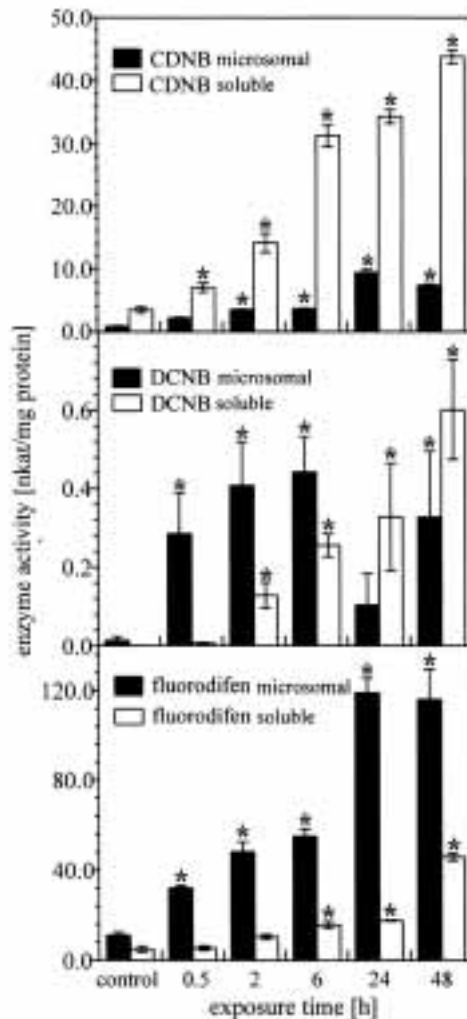 50.0
CDNB microsomal
CDNB soluble
40.0
30.0
20.0
10.0
0.0
DCNB microsomal
DCNB soluble
0.6
0.4
0.2
0.0
fluorodifen microsomal
fluorodifen soluble
120.0
80.0
40.0
0.0
enzyme activity [nkat/mg protein]
control 0.5 2 6 24 48
exposure time [h]